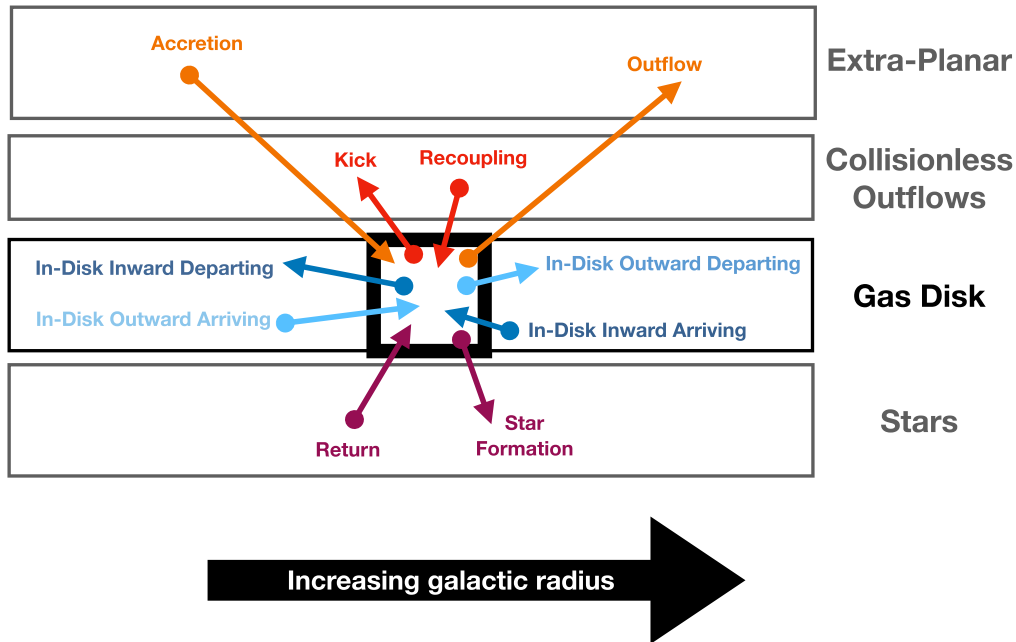 Accretion
Outflow
Extra-Planar
Kick
Recoupling
Collisionless
Outflows
In-Disk Inward Departing
In-Disk Outward Departing
Gas Disk
In-Disk Outward Arriving
In-Disk Inward Arriving
Return
Star
Formation
Stars
Increasing galactic radius